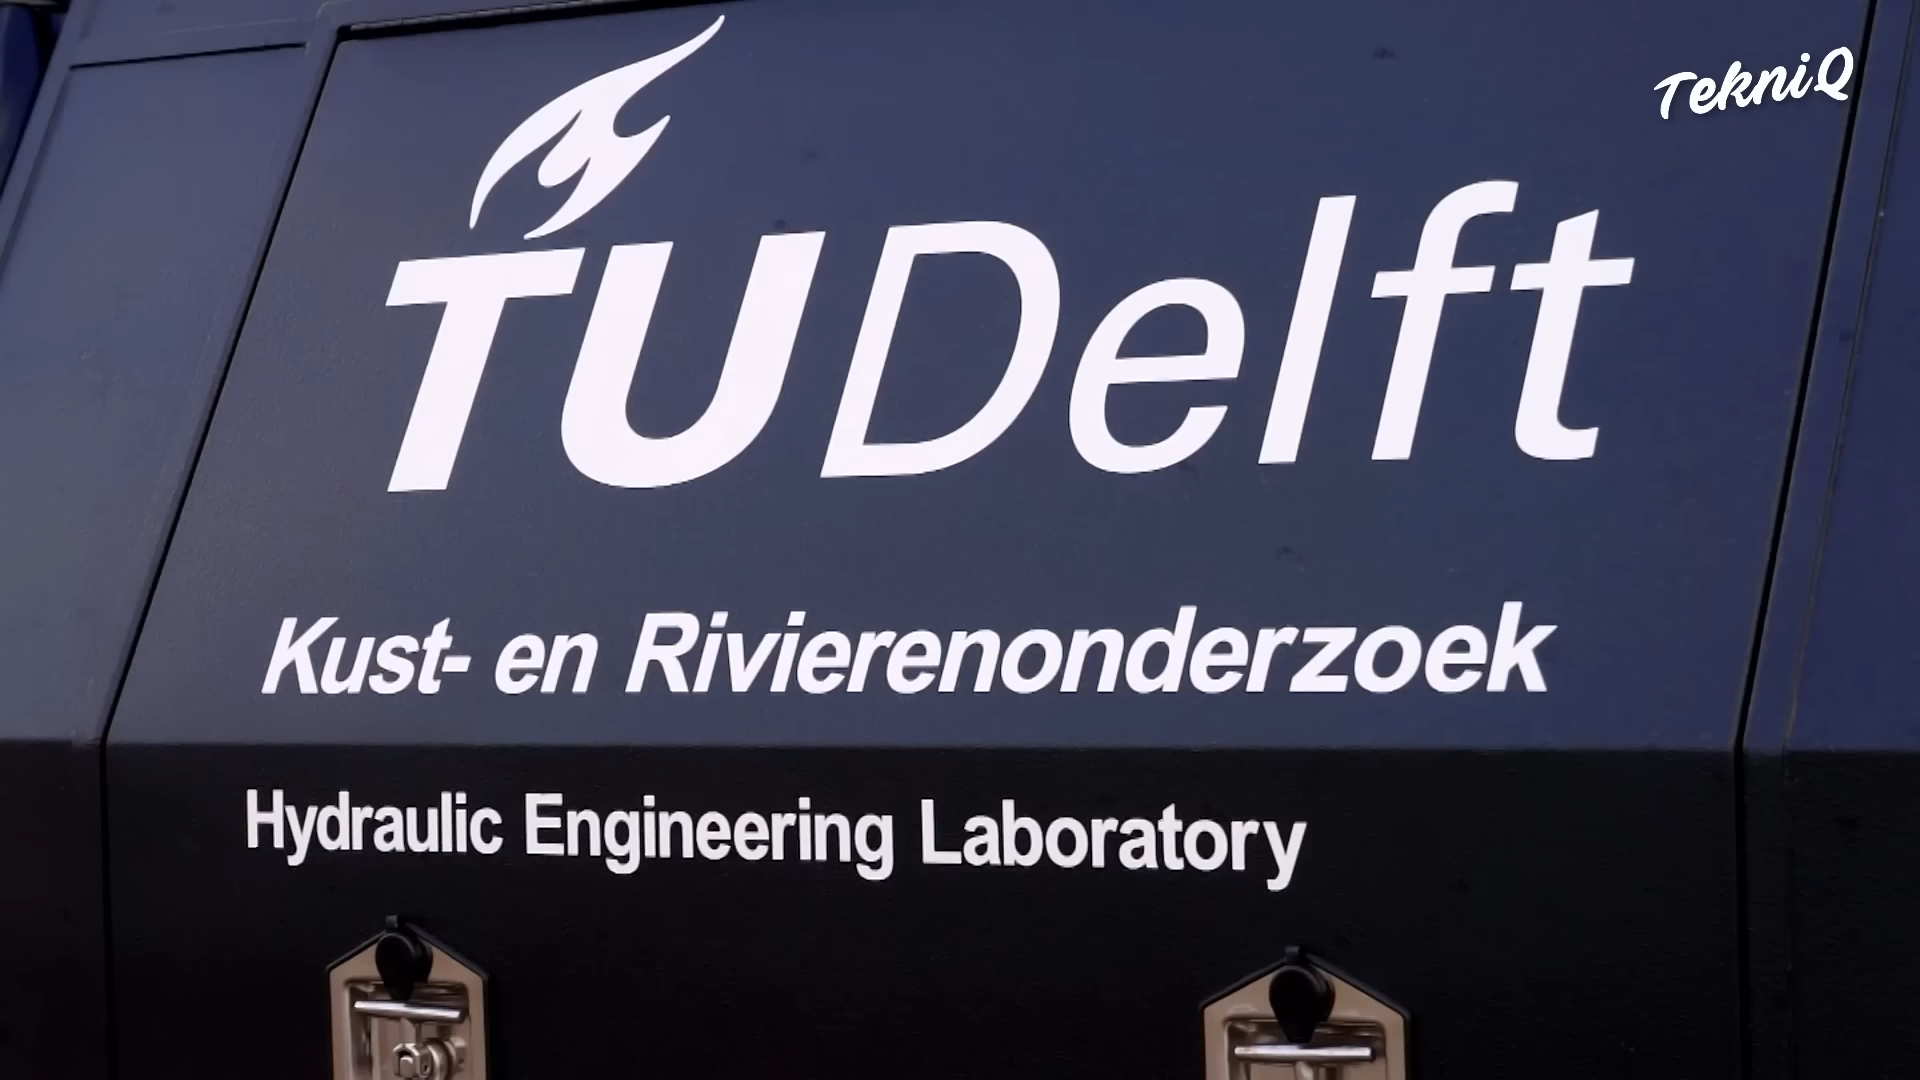 TekniQ
TUDelft
Kust- en Rivierenonderzoek
Hydraulic Engineering Laboratory